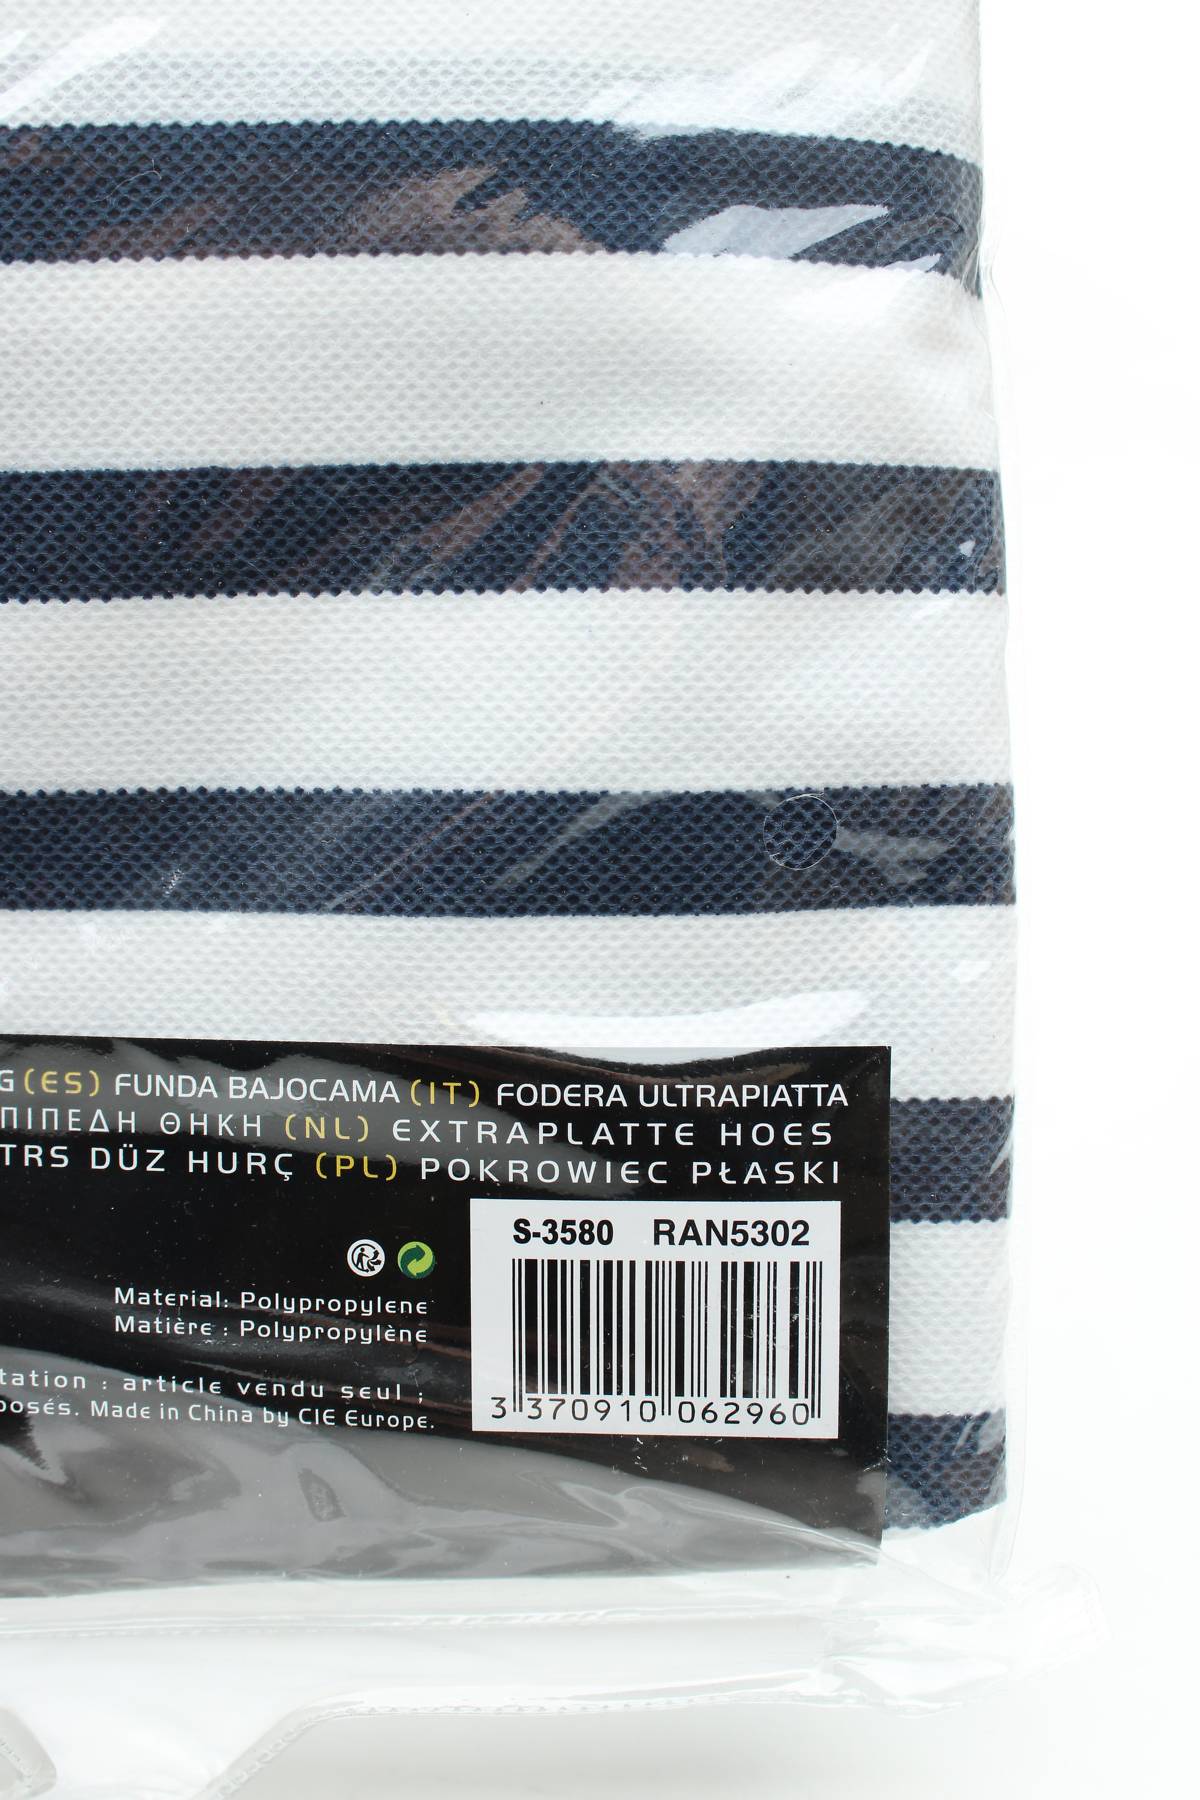 G (ES) FUNDA BAJOCAMA (IT) FODERA ULTRAPIATTA
ΠΙΠΕΔΗ ΘΗΚΗ (NL) EXTRAPLATTE HOES
TRS DÜZ HURÇ (PL) POKROWIEC PŁASKI
S-3580 RAN5302
Material: Polypropylene
Matière : Polypropylène
tation : article vendu seul ;
posés. Made in China by CIE Europe.
3 370910 062960